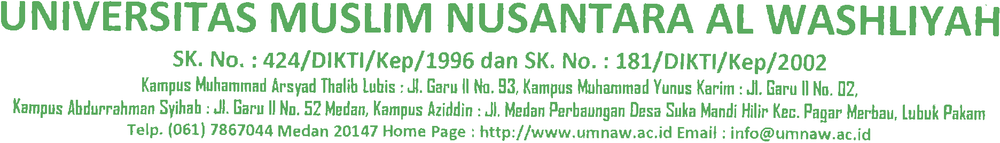 UNIVERSITAS MUSLIM NUSANTARA AL WASHLIYAH
SK. No. : 424/DIKTI/Kep/1996 dan SK. No. : 181/DIKTI/Kep/2002
Kampus Muhammad Arsyad Thalib Lubis : Jl. Garu II No. 93, Kampus Muhammad Yunus Karim : Jl. Garu II No. 02,
Kampus Abdurrahman Syihab : Jl. Garu II No. 52 Medan, Kampus Aziddin : Jl. Medan Perbaungan Desa Suka Mandi Hilir Kec. Pagar Merbau, Lubuk Pakam
Telp. (061) 7867044 Medan 20147 Home Page : http://www.umnaw.ac.id Email : info@umnaw.ac.id